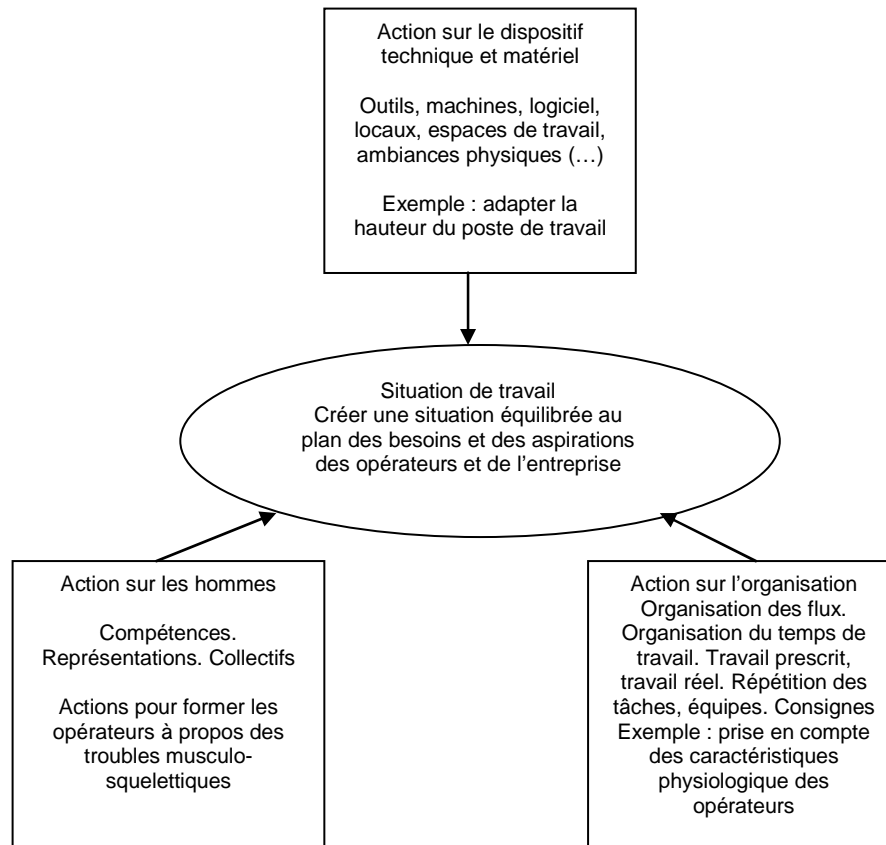 Action sur le dispositif
technique et matériel
Outils, machines, logiciel,
locaux, espaces de travail,
ambiances physiques (…)
Exemple : adapter la
hauteur du poste de travail
Situation de travail
Créer une situation équilibrée au
plan des besoins et des aspirations
des opérateurs et de l’entreprise
Action sur les hommes
Compétences.
Représentations. Collectifs
Actions pour former les
opérateurs à propos des
troubles musculo-
squelettiques
Action sur l’organisation
Organisation des flux.
Organisation du temps de
travail. Travail prescrit,
travail réel. Répétition des
tâches, équipes. Consignes
Exemple : prise en compte
des caractéristiques
physiologique des
opérateurs